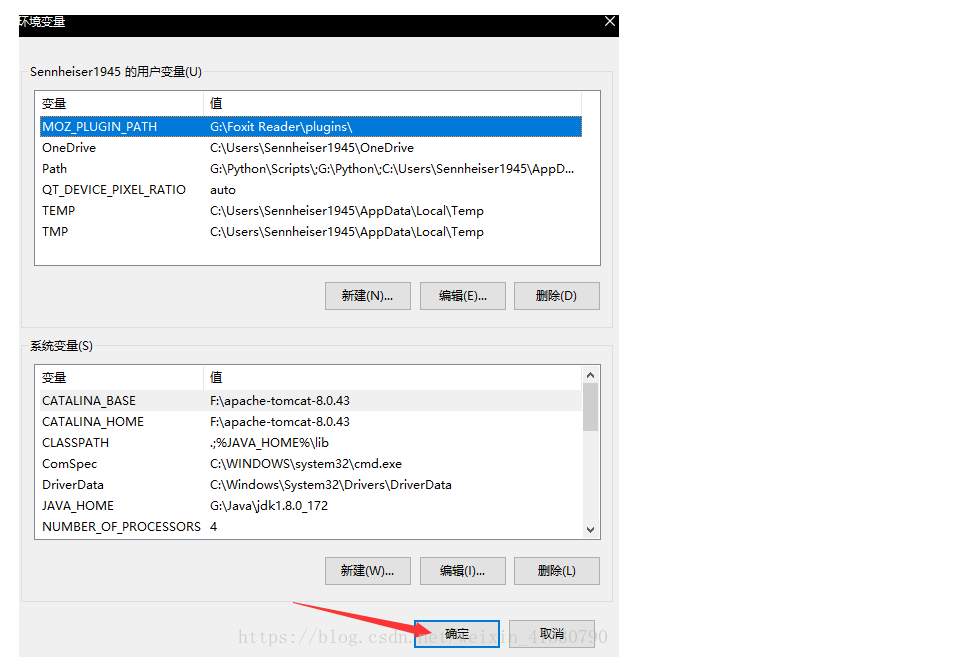 环境变量
Sennheiser1945 的用户变量(U)
变量 值
MOZ_PLUGIN_PATH G:\Foxit Reader\plugins\
OneDrive C:\Users\Sennheiser1945\OneDrive
Path G:\Python\Scripts\;G:\Python\;C:\Users\Sennheiser1945\AppD...
QT_DEVICE_PIXEL_RATIO auto
TEMP C:\Users\Sennheiser1945\AppData\Local\Temp
TMP C:\Users\Sennheiser1945\AppData\Local\Temp
新建(N)... 编辑(E)... 删除(D)
系统变量(S)
变量 值
CATALINA_BASE F:\apache-tomcat-8.0.43
CATALINA_HOME F:\apache-tomcat-8.0.43
CLASSPATH .;%JAVA_HOME%\lib
ComSpec C:\WINDOWS\system32\cmd.exe
DriverData C:\Windows\System32\Drivers\DriverData
JAVA_HOME G:\Java\jdk1.8.0_172
NUMBER_OF_PROCESSORS 4
新建(W)... 编辑(I)... 删除(L)
确定 取消
https://blog.csdn.net